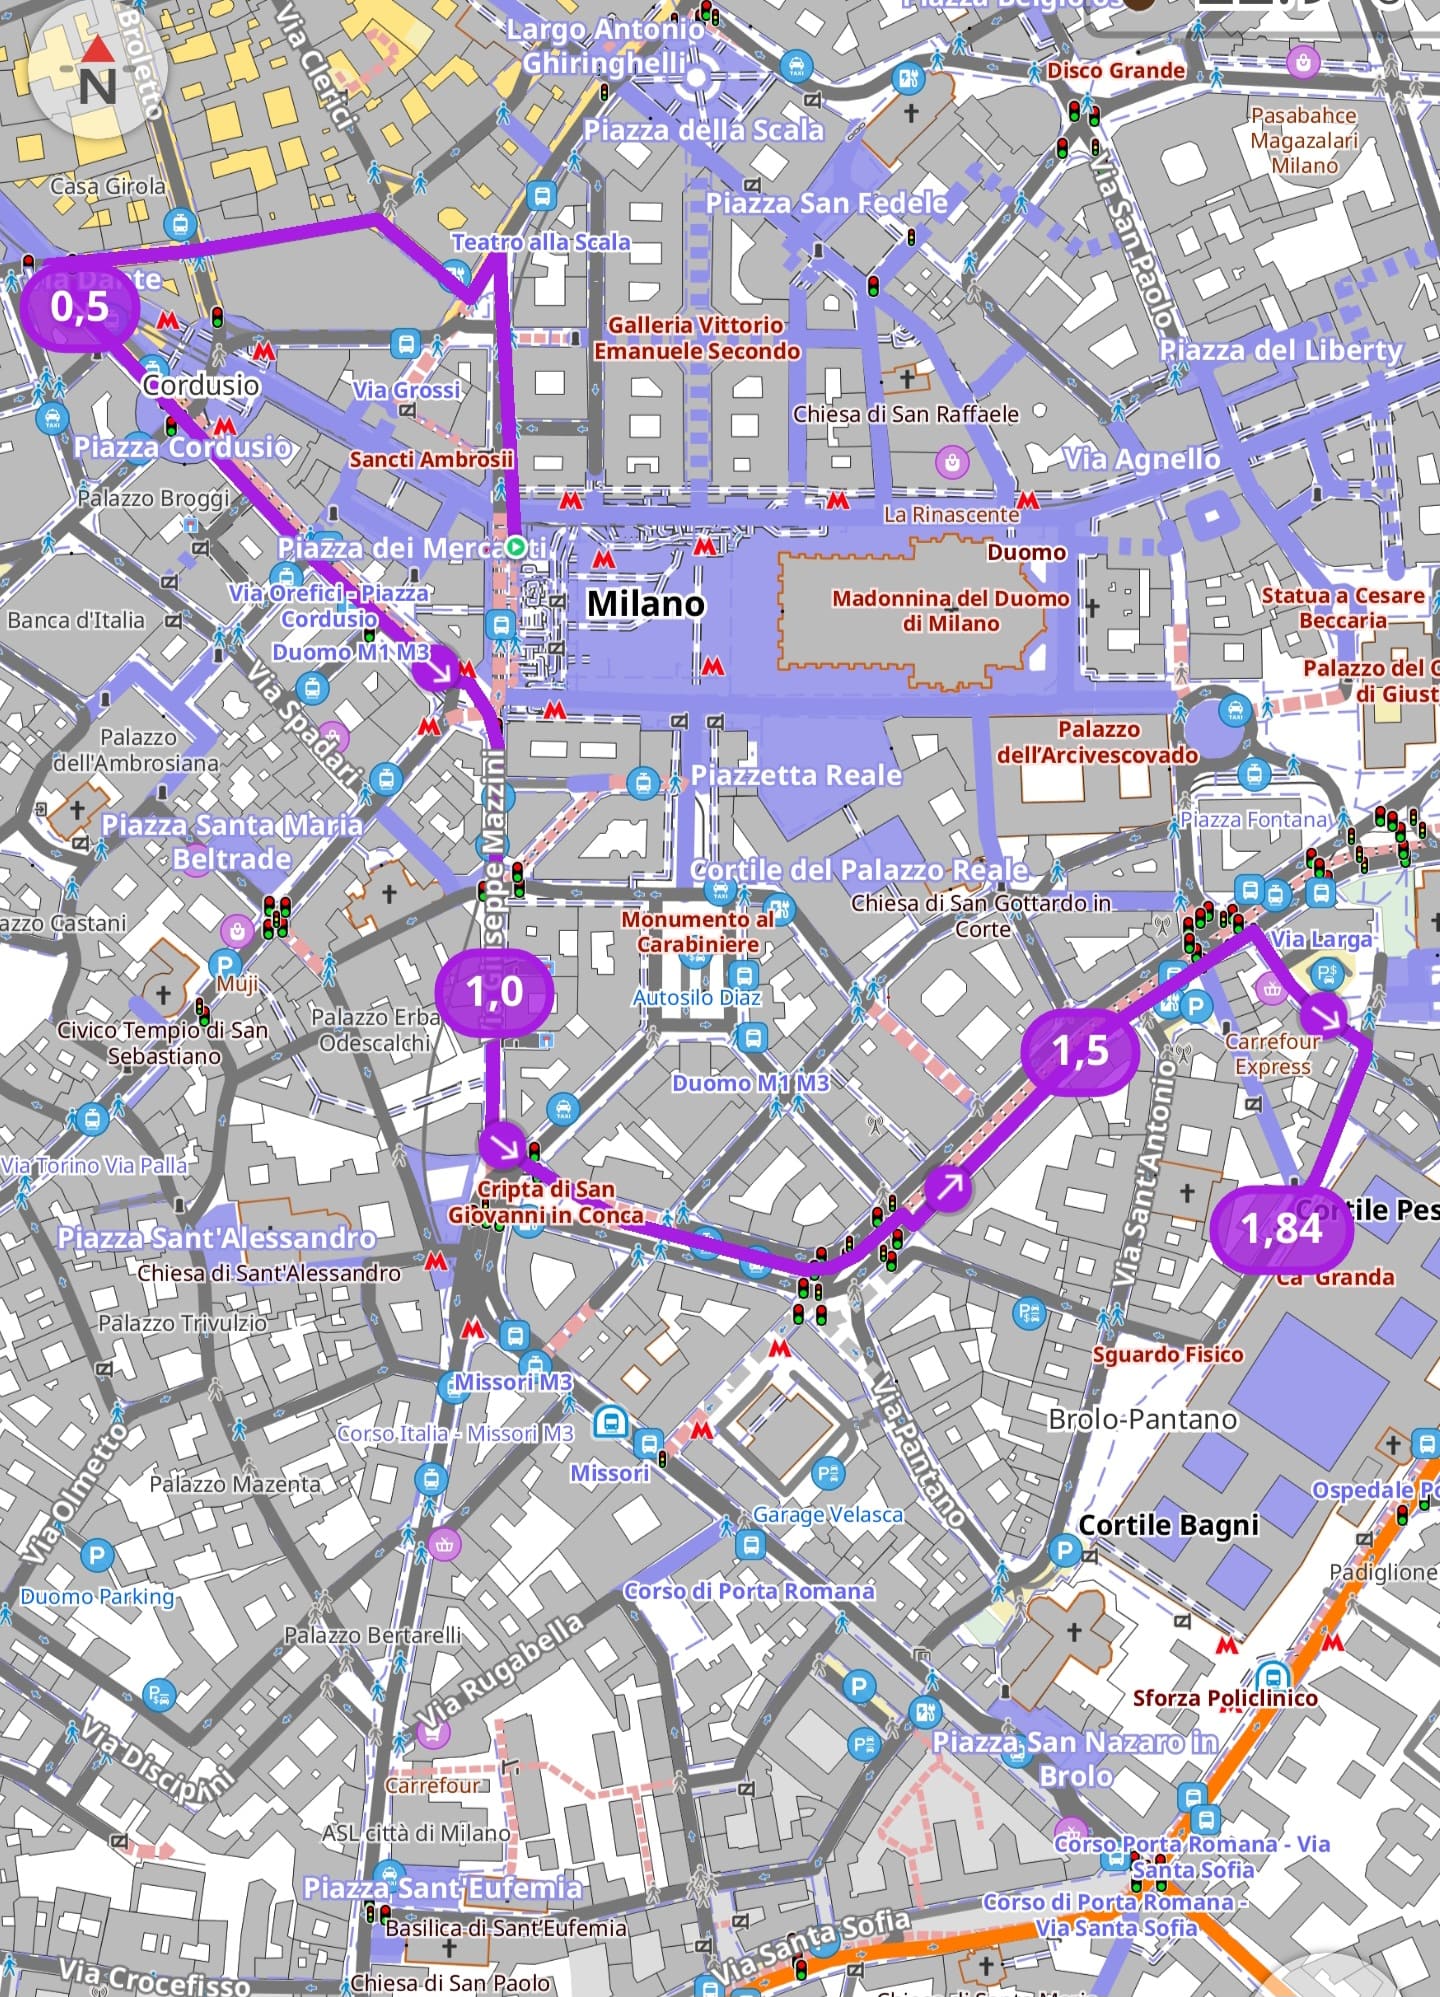 Broletto
Via Clerici
Largo Antonio
Ghiringhelli
Disco Grande
N
Pasabahce
Magazalari
Milano
Piazza della Scala
Casa Girola
Piazza San Fedele
Via San Paolo
Teatro alla Scala
Via Dante
0,5
Galleria Vittorio
Emanuele Secondo
Piazza del Liberty
Cordusio
Via Grossi
Chiesa di San Raffaele
Piazza Cordusio
Sancti Ambrosii
Via Agnello
Palazzo Broggi
La Rinascente
Piazza dei Mercanti
Duomo
Via Orefici - Piazza
Cordusio
Milano
Madonnina del Duomo
di Milano
Statua a Cesare
Beccaria
Banca d'Italia
Duomo M1 M3
Palazzo del G
di Giust
Via Spadari
Palazzo
dell'Ambrosiana
Palazzo
dell'Arcivescovado
Piazzetta Reale
Via Giuseppe Mazzini
Piazza Santa Maria
Beltrade
Piazza Fontana
Cortile del Palazzo Reale
azzo Castani
Monumento al
Carabiniere
Chiesa di San Gottardo in
Corte
Via Larga
Muji
1,0
Autosilo Diaz
Civico Tempio di San
Sebastiano
Palazzo Erba
Odescalchi
1,5
Carrefour
Express
Duomo M1 M3
Via Torino Via Palla
Via Sant'Antonio
Cripta di San
Giovanni in Conca
1,84
Cortile Pes
Piazza Sant'Alessandro
Chiesa di Sant'Alessandro
Ca' Granda
Palazzo Trivulzio
Sguardo Fisico
Missori M3
Brolo-Pantano
Corso Italia - Missori M3
Via Pantano
Missori
Via Olmetto
Palazzo Mazenta
Ospedale Po
Garage Velasca
Cortile Bagni
Padiglione
Duomo Parking
Corso di Porta Romana
Palazzo Bertarelli
Via Rugabella
Sforza Policlinico
Via Disciplini
Piazza San Nazaro in
Brolo
Carrefour
ASL città di Milano
Corso Porta Romana - Via
Santa Sofia
Piazza Sant'Eufemia
Corso di Porta Romana -
Via Santa Sofia
Basilica di Sant'Eufemia
Via Santa Sofia
Via Crocefisso
Chiesa di San Paolo